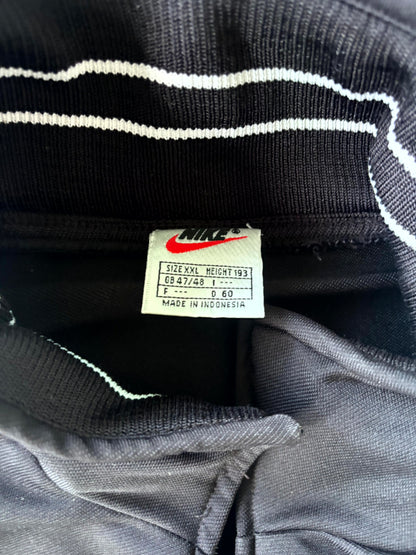 NIKE
SIZE XXL HEIGHT 193
GB 47/48 I ---
F --- D 60
MADE IN INDONESIA